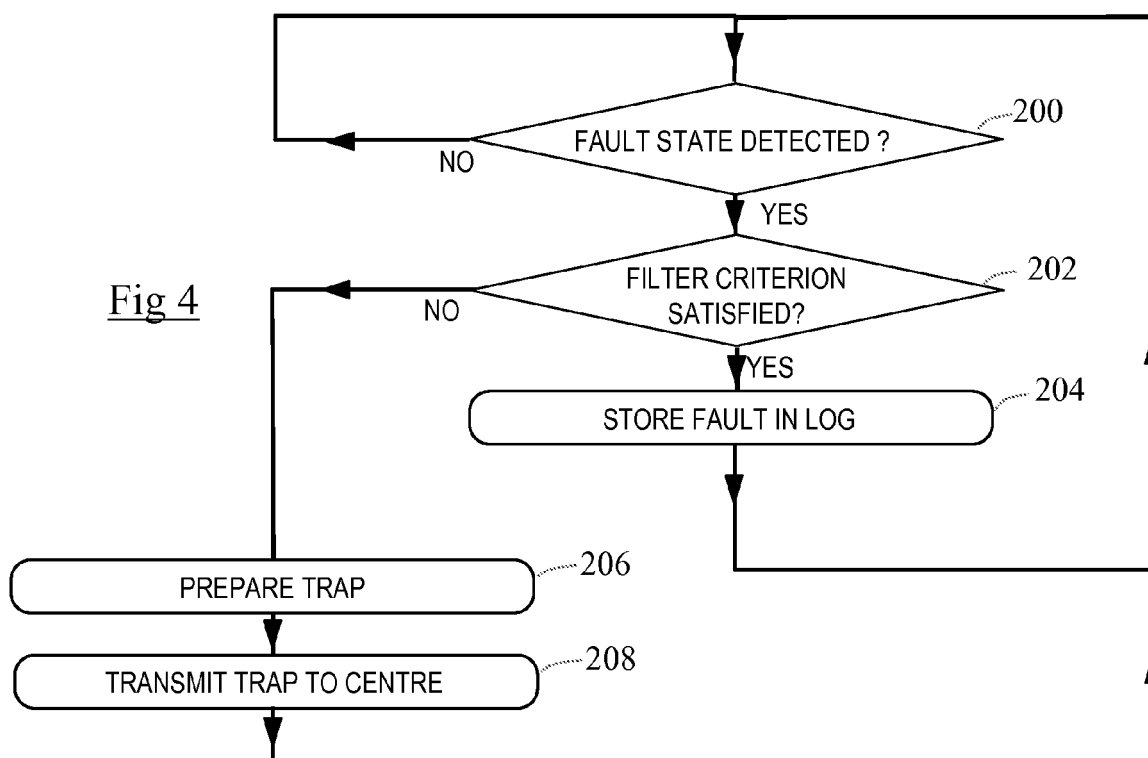 200
FAULT STATE DETECTED ?
NO
YES
202
FILTER CRITERION
SATISFIED?
Fig 4
NO
YES
204
STORE FAULT IN LOG
206
PREPARE TRAP
208
TRANSMIT TRAP TO CENTRE